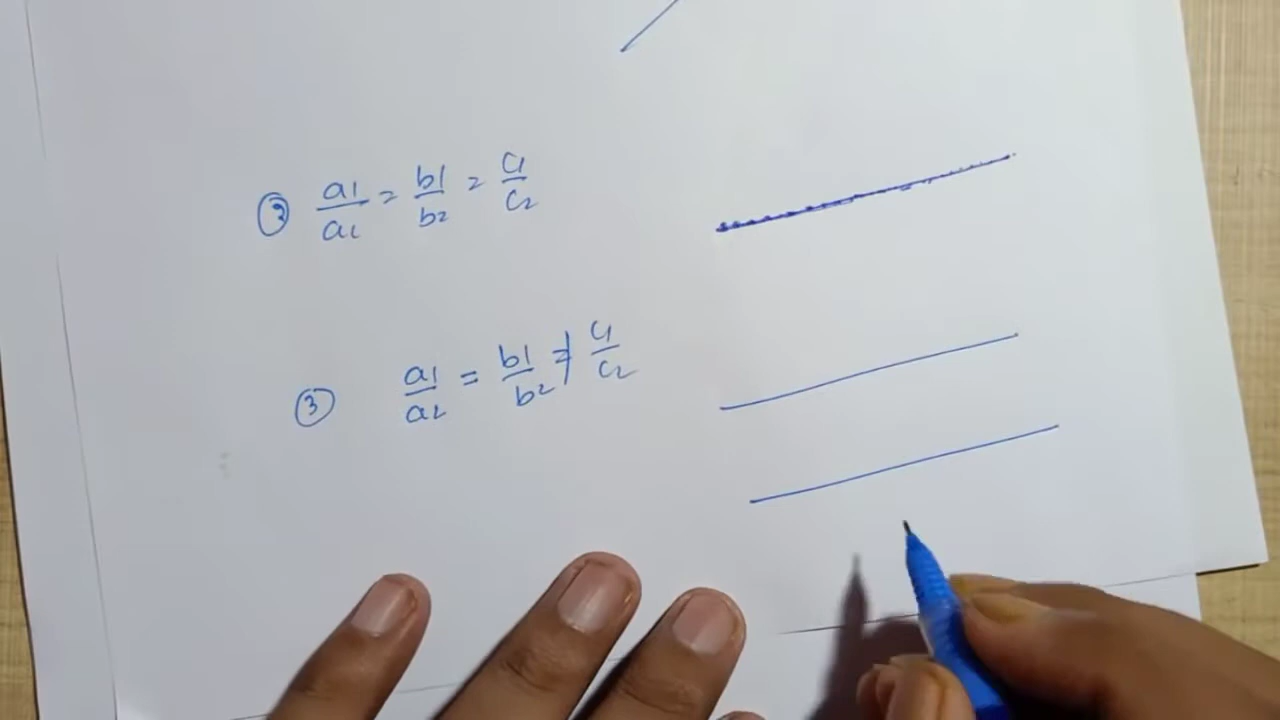 ② a1/a2 = b1/b2 = c1/c2
③ a1/a2 = b1/b2 ≠ c1/c2